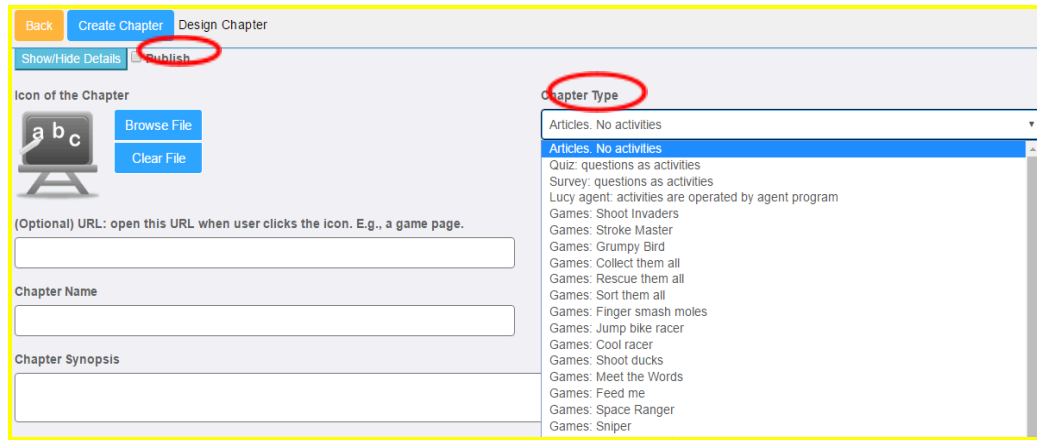 Back Create Chapter Design Chapter
Show/Hide Details Publish
Icon of the Chapter
a b c
Browse File
Clear File
(Optional) URL: open this URL when user clicks the icon. E.g., a game page.
Chapter Name
Chapter Synopsis
Chapter Type
Articles. No activities
Articles. No activities
Quiz: questions as activities
Survey: questions as activities
Lucy agent: activities are operated by agent program
Games: Shoot Invaders
Games: Stroke Master
Games: Grumpy Bird
Games: Collect them all
Games: Rescue them all
Games: Sort them all
Games: Finger smash moles
Games: Jump bike racer
Games: Cool racer
Games: Shoot ducks
Games: Meet the Words
Games: Feed me
Games: Space Ranger
Games: Sniper